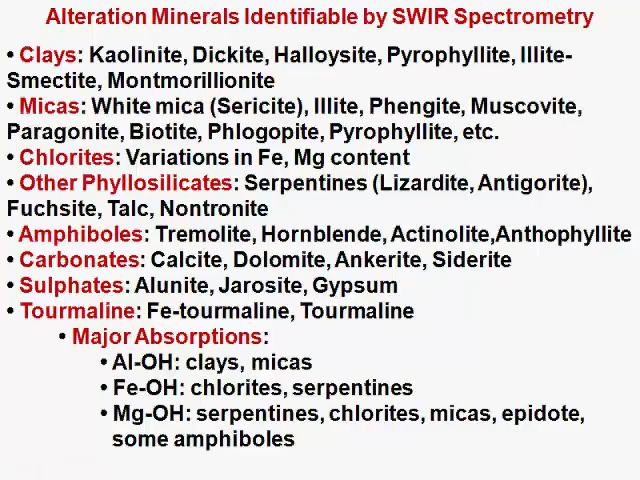 Alteration Minerals Identifiable by SWIR Spectrometry
• Clays: Kaolinite, Dickite, Halloysite, Pyrophyllite, Illite-
Smectite, Montmorillionite
• Micas: White mica (Sericite), Illite, Phengite, Muscovite,
Paragonite, Biotite, Phlogopite, Pyrophyllite, etc.
• Chlorites: Variations in Fe, Mg content
• Other Phyllosilicates: Serpentines (Lizardite, Antigorite),
Fuchsite, Talc, Nontronite
• Amphiboles: Tremolite, Hornblende, Actinolite,Anthophyllite
• Carbonates: Calcite, Dolomite, Ankerite, Siderite
• Sulphates: Alunite, Jarosite, Gypsum
• Tourmaline: Fe-tourmaline, Tourmaline
• Major Absorptions:
• Al-OH: clays, micas
• Fe-OH: chlorites, serpentines
• Mg-OH: serpentines, chlorites, micas, epidote,
some amphiboles